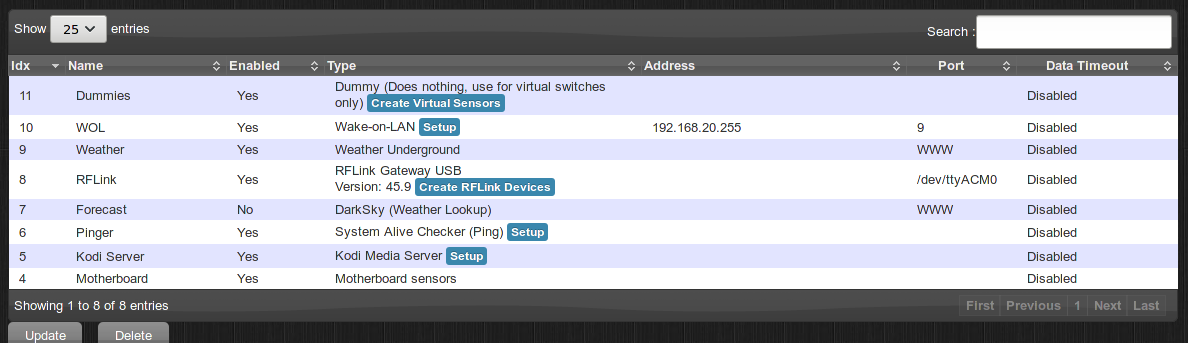 Show 25 entries Search :
Idx Name Enabled Type Address Port Data Timeout
11 Dummies Yes Dummy (Does nothing, use for virtual switches only) Create Virtual Sensors Disabled
10 WOL Yes Wake-on-LAN Setup 192.168.20.255 9 Disabled
9 Weather Yes Weather Underground WWW Disabled
8 RFLink Yes RFLink Gateway USB
Version: 45.9 Create RFLink Devices /dev/ttyACM0 Disabled
7 Forecast No DarkSky (Weather Lookup) WWW Disabled
6 Pinger Yes System Alive Checker (Ping) Setup Disabled
5 Kodi Server Yes Kodi Media Server Setup Disabled
4 Motherboard Yes Motherboard sensors Disabled
Showing 1 to 8 of 8 entries First Previous 1 Next Last
Update Delete